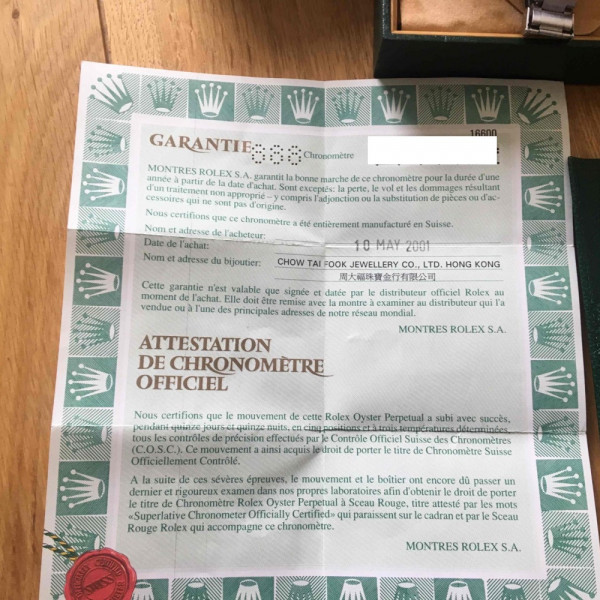 16600
GARANTIE 888 Chronomètre
MONTRES ROLEX S.A. garantit la bonne marche de ce chronomètre pour la durée d'une
année à partir de la date d'achat. Sont exceptés: la perte, le vol et les dommages résultant
d'un traitement non approprié – y compris l'adjonction ou la substitution de pièces ou d'ac-
cessoires qui ne sont pas d'origine.
Nous certifions que ce chronomètre a été entièrement manufacturé en Suisse.
Nom et adresse de l'acheteur:
Date de l'achat: 10 MAY 2001
Nom et adresse du bijoutier: CHOW TAI FOOK JEWELLERY CO., LTD. HONG KONG
周大福珠寶金行有限公司
Cette garantie n'est valable que signée et datée par le distributeur officiel Rolex au
moment de l'achat. Elle doit être remise avec la montre à examiner au distributeur qui l'a
vendue ou à l'une des principales adresses de notre réseau mondial.
MONTRES ROLEX S.A.
ATTESTATION
DE CHRONOMÈTRE
OFFICIEL
Nous certifions que le mouvement de cette Rolex Oyster Perpetual a subi avec succès,
pendant quinze jours et quinze nuits, en cinq positions et à trois températures déterminées,
tous les contrôles de précision effectués par le Contrôle Officiel Suisse des Chronomètres
(C.O.S.C.). Ce mouvement a ainsi acquis le droit de porter le titre de Chronomètre Suisse
Officiellement Contrôlé.
A la suite de ces sévères épreuves, le mouvement et le boîtier ont encore dû passer un
dernier et rigoureux examen dans nos propres laboratoires afin d'obtenir le droit de porter
le titre de Chronomètre Rolex Oyster Perpetual à Sceau Rouge, titre attesté par les mots
«Superlative Chronometer Officially Certified» qui paraissent sur le cadran et par le Sceau
Rouge Rolex qui accompagne ce chronomètre.
MONTRES ROLEX S.A.